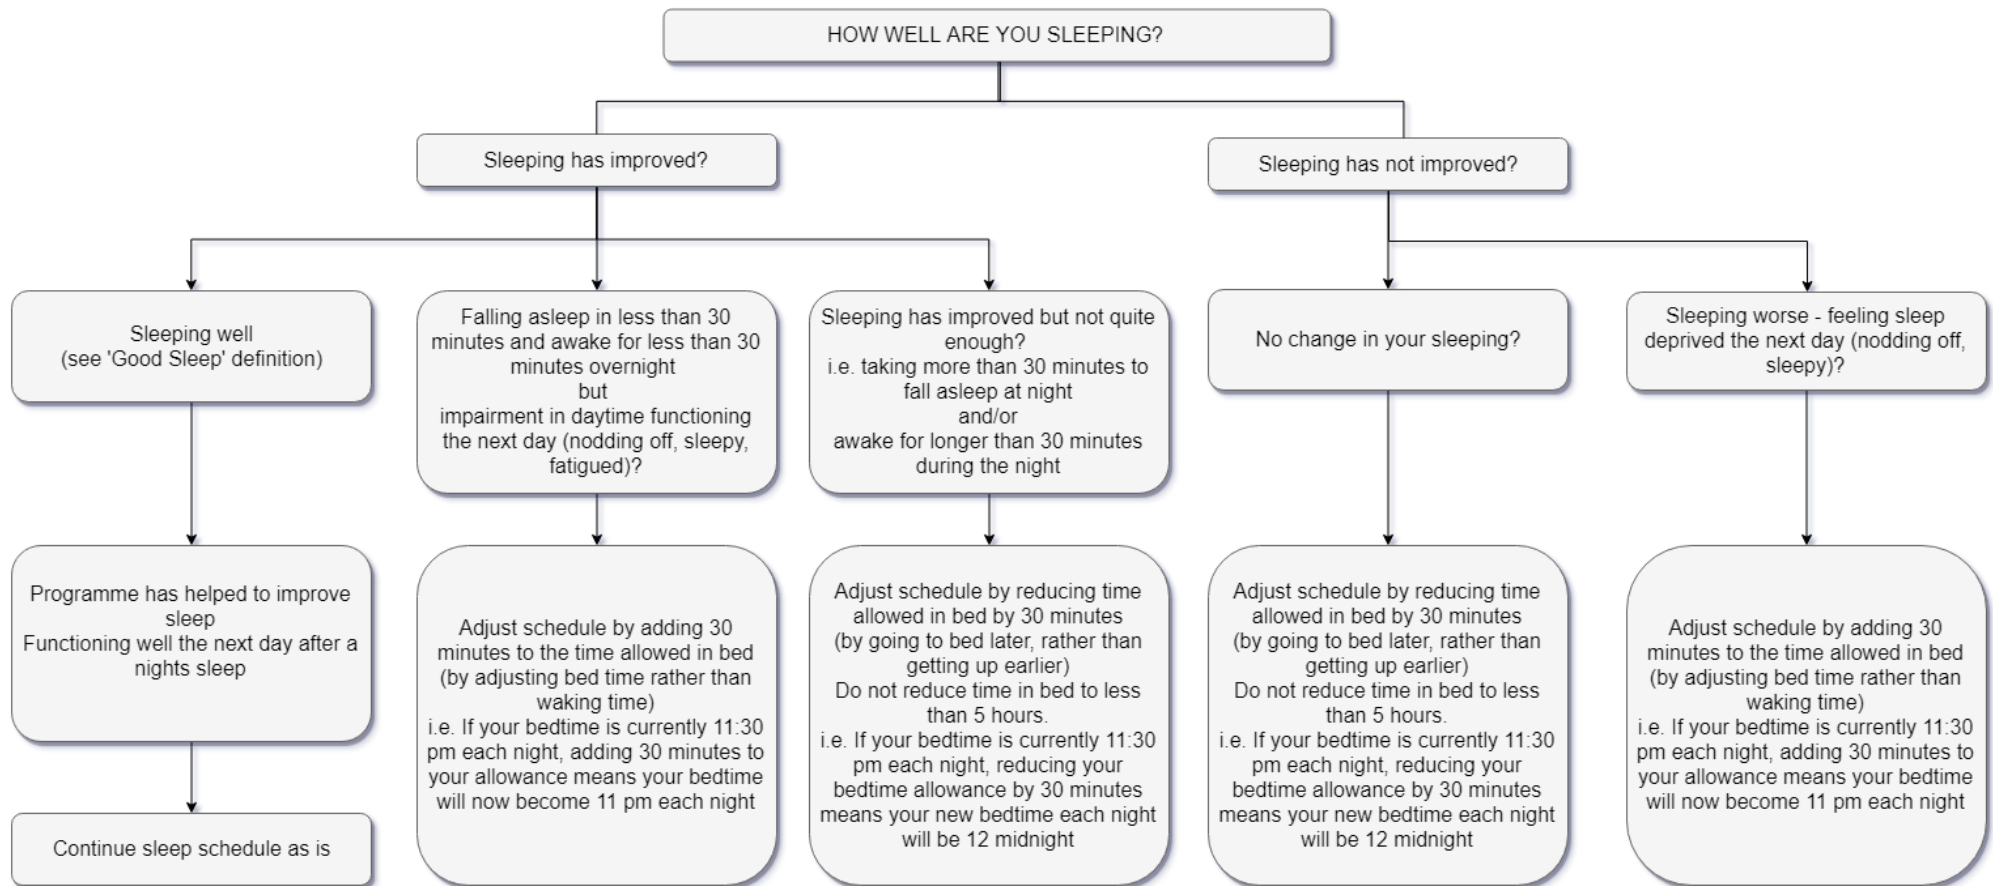 HOW WELL ARE YOU SLEEPING?
Sleeping has improved?
Sleeping has not improved?
Sleeping well
(see 'Good Sleep' definition)
Falling asleep in less than 30
minutes and awake for less than 30
minutes overnight
but
impairment in daytime functioning
the next day (nodding off, sleepy,
fatigued)?
Sleeping has improved but not quite
enough?
i.e. taking more than 30 minutes to
fall asleep at night
and/or
awake for longer than 30 minutes
during the night
No change in your sleeping?
Sleeping worse - feeling sleep
deprived the next day (nodding off,
sleepy)?
Programme has helped to improve
sleep
Functioning well the next day after a
nights sleep
Adjust schedule by adding 30
minutes to the time allowed in bed
(by adjusting bed time rather than
waking time)
i.e. If your bedtime is currently 11:30
pm each night, adding 30 minutes to
your allowance means your bedtime
will now become 11 pm each night
Adjust schedule by reducing time
allowed in bed by 30 minutes
(by going to bed later, rather than
getting up earlier)
Do not reduce time in bed to less
than 5 hours.
i.e. If your bedtime is currently 11:30
pm each night, reducing your
bedtime allowance by 30 minutes
means your new bedtime each night
will be 12 midnight
Adjust schedule by reducing time
allowed in bed by 30 minutes
(by going to bed later, rather than
getting up earlier)
Do not reduce time in bed to less
than 5 hours.
i.e. If your bedtime is currently 11:30
pm each night, reducing your
bedtime allowance by 30 minutes
means your new bedtime each night
will be 12 midnight
Adjust schedule by adding 30
minutes to the time allowed in bed
(by adjusting bed time rather than
waking time)
i.e. If your bedtime is currently 11:30
pm each night, adding 30 minutes to
your allowance means your bedtime
will now become 11 pm each night
Continue sleep schedule as is